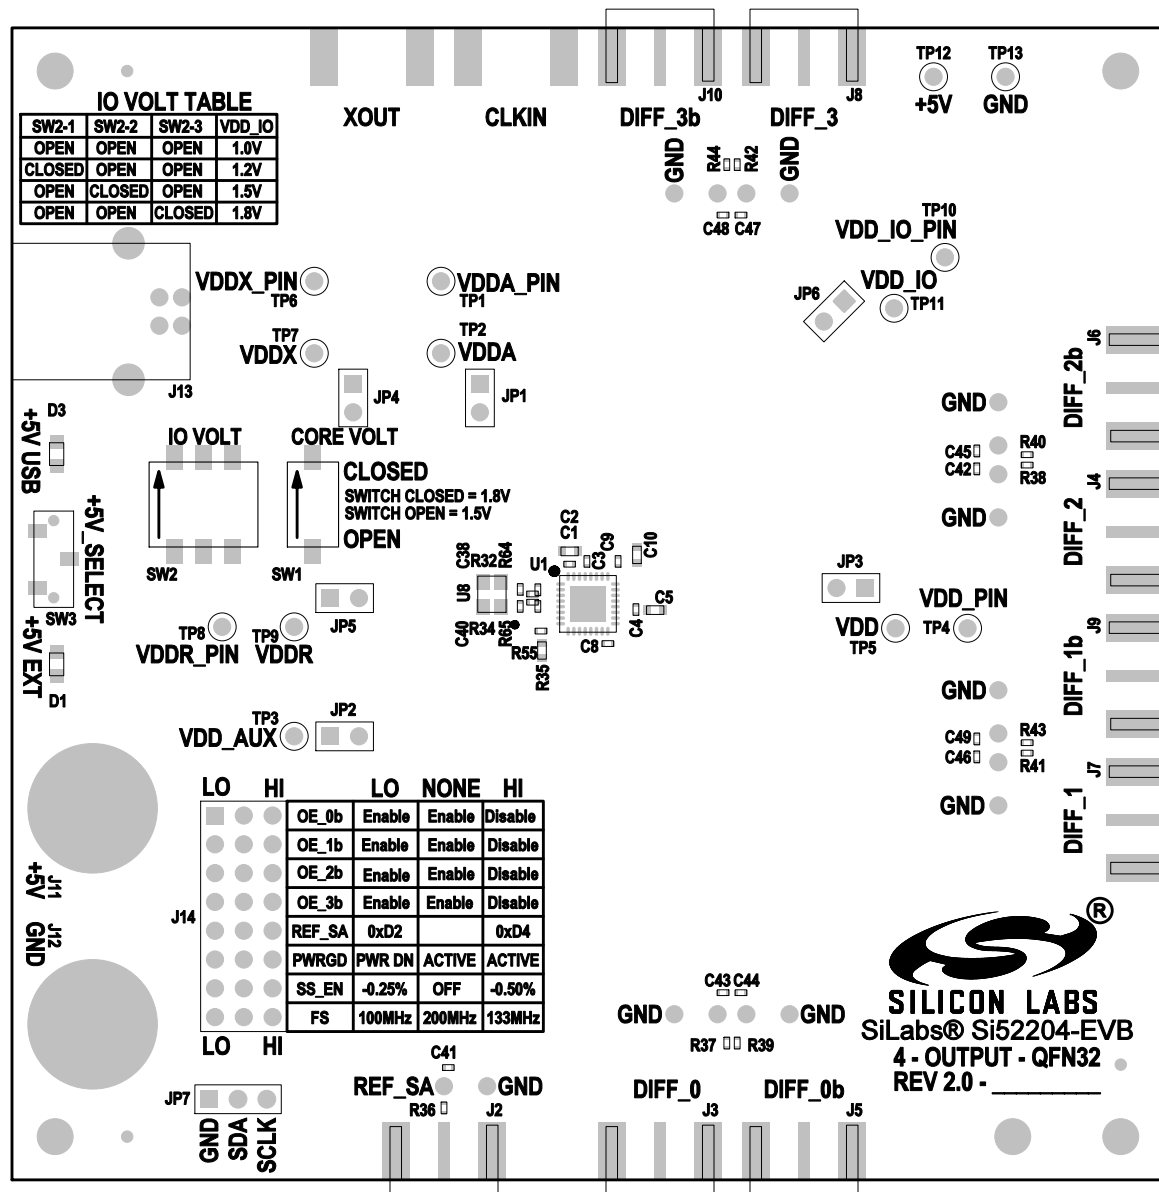 J10
J8
TP12
TP13
+5V
GND
XOUT
CLKIN
DIFF_3b
DIFF_3
IO VOLT TABLE
SW2-1 SW2-2 SW2-3 VDD_IO
OPEN OPEN OPEN 1.0V
CLOSED OPEN OPEN 1.2V
OPEN CLOSED OPEN 1.5V
OPEN OPEN CLOSED 1.8V
GND
R44
R42
GND
C48 C47
TP10
VDD_IO_PIN
VDD_IO
TP11
JP6
VDDX_PIN
TP6
VDDA_PIN
TP1
TP7
VDDX
TP2
VDDA
J13
JP4
JP1
J6
DIFF_2b
GND
C45
C42
R40
R38
GND
J4
DIFF_2
D3
+5V USB
IO VOLT
CORE VOLT
CLOSED
SWITCH CLOSED = 1.8V
SWITCH OPEN = 1.5V
OPEN
SW2
SW1
+5V_SELECT
SW3
+5V EXT
D1
JP5
TP8
VDDR_PIN
TP9
VDDR
C38
R32
R64
U8
C40
R34
R65
R55
R35
U1
C2
C1
C3
C9
C10
C4
C5
C8
JP3
VDD_PIN
VDD
TP5
TP4
J9
DIFF_1b
GND
C49
C46
R43
R41
GND
J7
DIFF_1
TP3
VDD_AUX
JP2
LO HI
LO NONE HI
OE_0b Enable Enable Disable
OE_1b Enable Enable Disable
OE_2b Enable Enable Disable
OE_3b Enable Enable Disable
REF_SA 0xD2 0xD4
PWRGD PWR DN ACTIVE ACTIVE
SS_EN -0.25% OFF -0.50%
FS 100MHz 200MHz 133MHz
J14
LO HI
J11
+5V
J12
GND
C41
REF_SA
GND
R36
J2
JP7
GND
SDA
SCLK
C43 C44
GND
GND
R37
R39
DIFF_0
DIFF_0b
J3
J5
®
SILICON LABS
SiLabs® Si52204-EVB
4 - OUTPUT - QFN32
REV 2.0 - _________